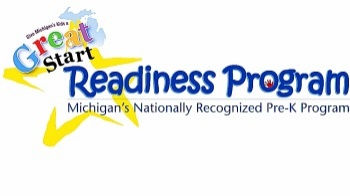 Give Michigan's Kids a
Great
Start
Readiness Program
Michigan's Nationally Recognized Pre-K Program